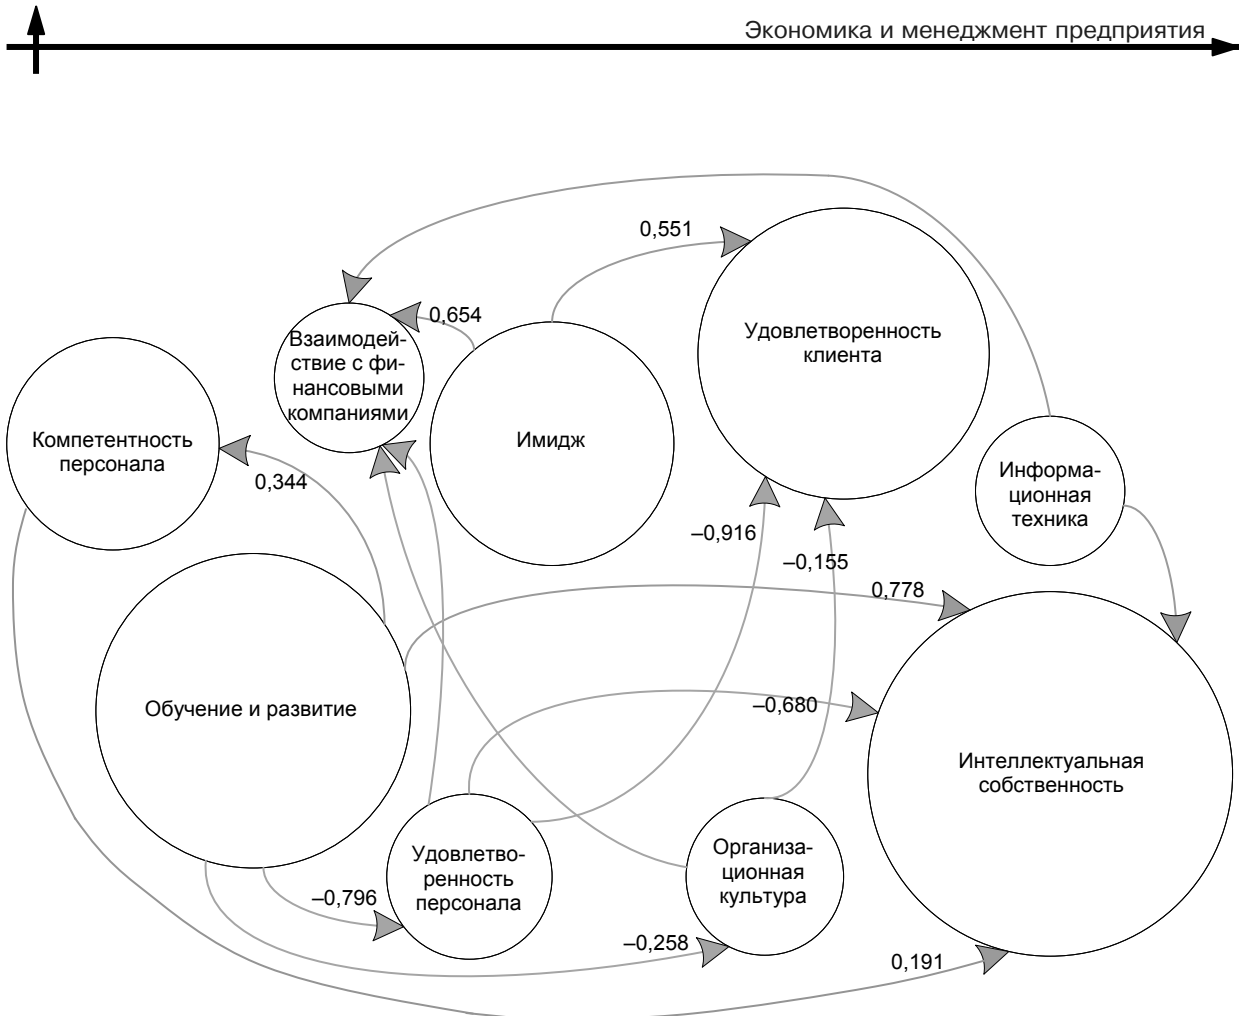 Экономика и менеджмент предприятия
0,551
0,654
Взаимодей-
ствие с фи-
нансовыми
компаниями
Удовлетворенность
клиента
Компетентность
персонала
Имидж
0,344
Информа-
ционная
техника
–0,916
–0,155
0,778
Обучение и развитие
–0,680
Интеллектуальная
собственность
Удовлетво-
ренность
персонала
Организа-
ционная
культура
–0,796
–0,258
0,191